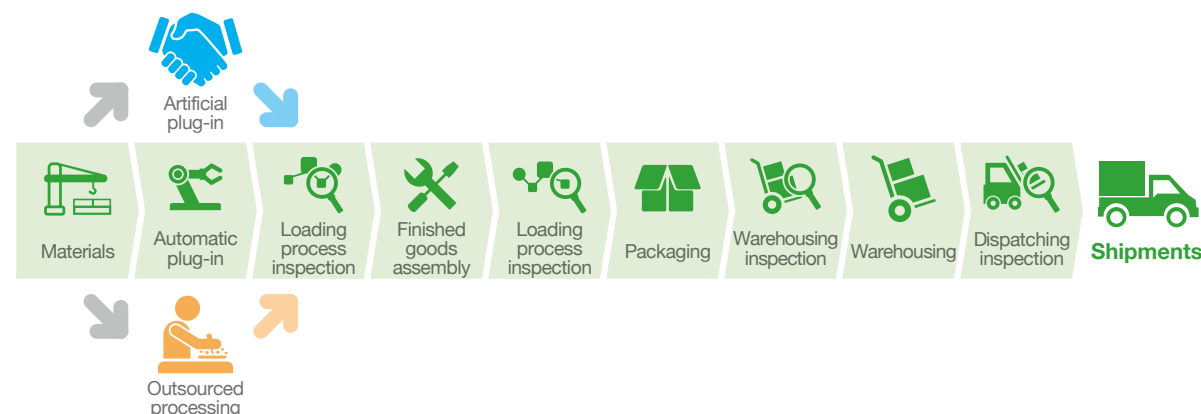 Artificial
plug-in
Materials
Automatic
plug-in
Loading
process
inspection
Finished
goods
assembly
Loading
process
inspection
Packaging
Warehousing
inspection
Warehousing
Dispatching
inspection
Shipments
Outsourced
processing